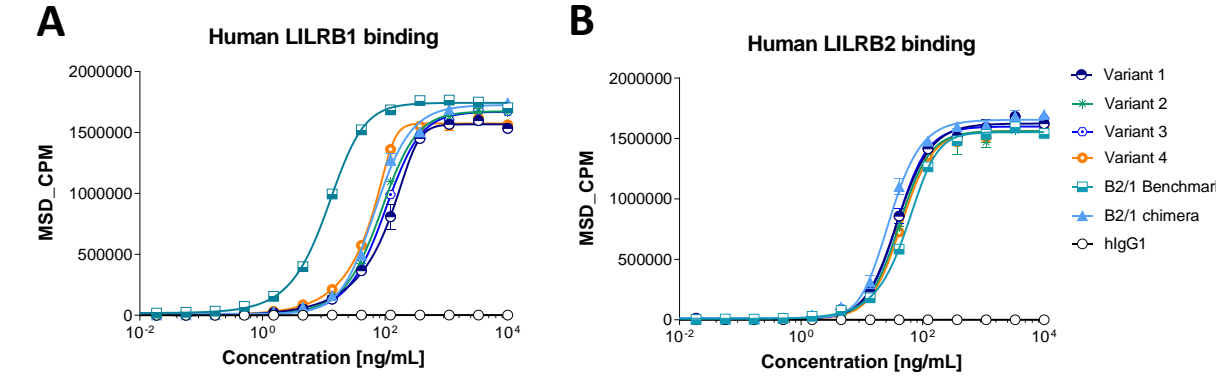 A
Human LILRB1 binding
MSD_CPM
2000000
1500000
1000000
500000
0
10-2
100
102
104
Concentration [ng/mL]
B
Human LILRB2 binding
MSD_CPM
2000000
1500000
1000000
500000
0
10-2
100
102
104
Concentration [ng/mL]
Variant 1
Variant 2
Variant 3
Variant 4
B2/1 Benchmark
B2/1 chimera
hIgG1